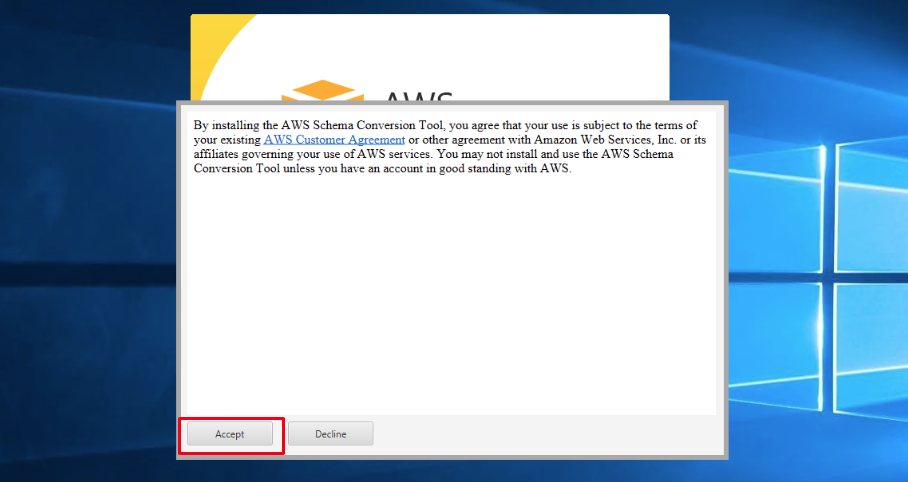 AWS
By installing the AWS Schema Conversion Tool, you agree that your use is subject to the terms of
your existing AWS Customer Agreement or other agreement with Amazon Web Services, Inc. or its
affiliates governing your use of AWS services. You may not install and use the AWS Schema
Conversion Tool unless you have an account in good standing with AWS.
Accept
Decline